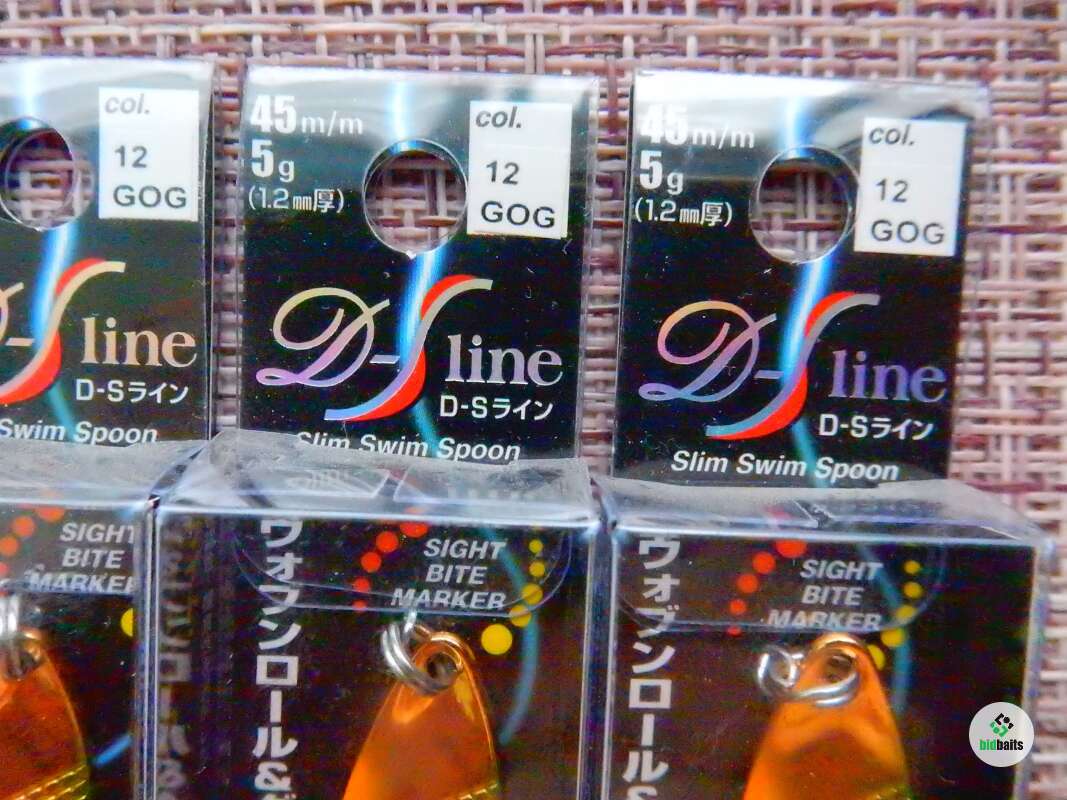 col.
12
GOG
D-S line
D-Sライン
Swim Spoon
SIGHT
BITE
MARKER
45m/m
5g
(1.2㎜厚)
col.
12
GOG
D-S line
D-Sライン
Slim Swim Spoon
ウォブンロール&
SIGHT
BITE
MARKER
45m/m
5g
(1.2㎜厚)
col.
12
GOG
D-S line
D-Sライン
Slim Swim Spoon
ウォブンロール&
SIGHT
BITE
MARKER
bidbaits